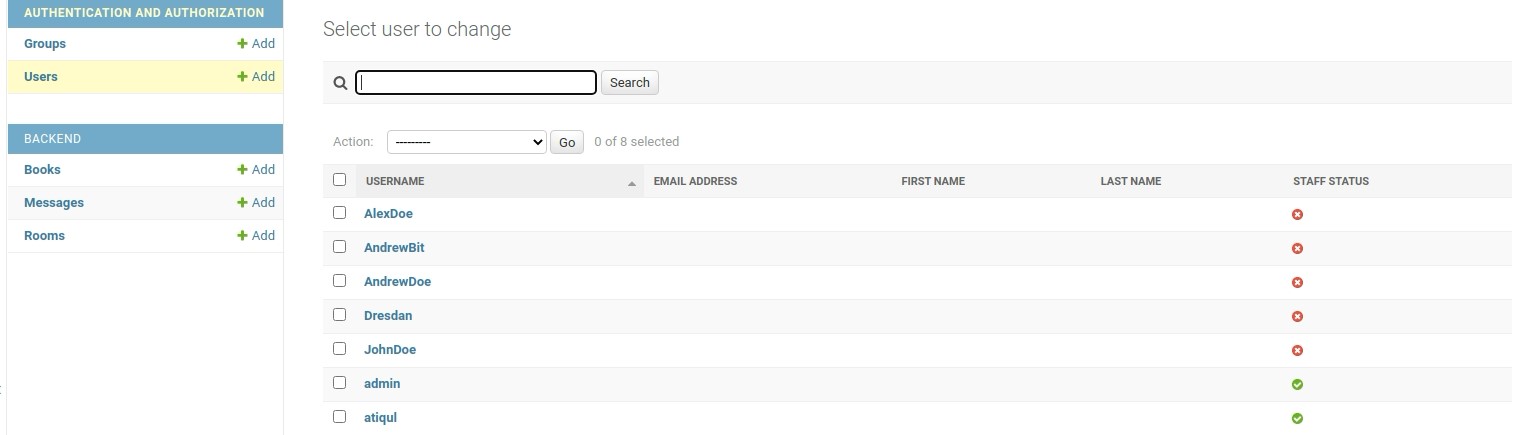 AUTHENTICATION AND AUTHORIZATION
Groups + Add
Users + Add
BACKEND
Books + Add
Messages + Add
Rooms + Add
Select user to change
Search
Action: --------- Go 0 of 8 selected
USERNAME EMAIL ADDRESS FIRST NAME LAST NAME STAFF STATUS
AlexDoe
AndrewBit
AndrewDoe
Dresdan
JohnDoe
admin
atiqul